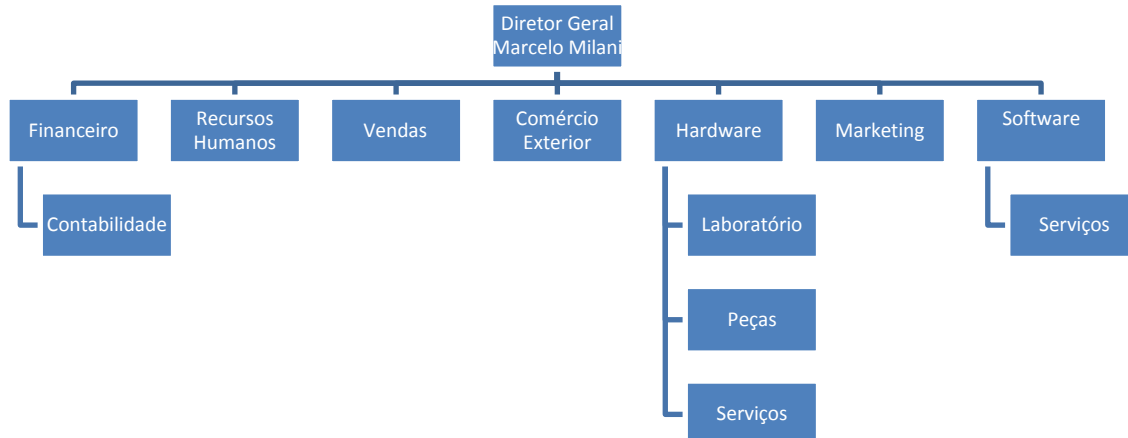 Diretor Geral
Marcelo Milani
Financeiro
Recursos
Humanos
Vendas
Comércio
Exterior
Hardware
Marketing
Software
Contabilidade
Laboratório
Serviços
Peças
Serviços